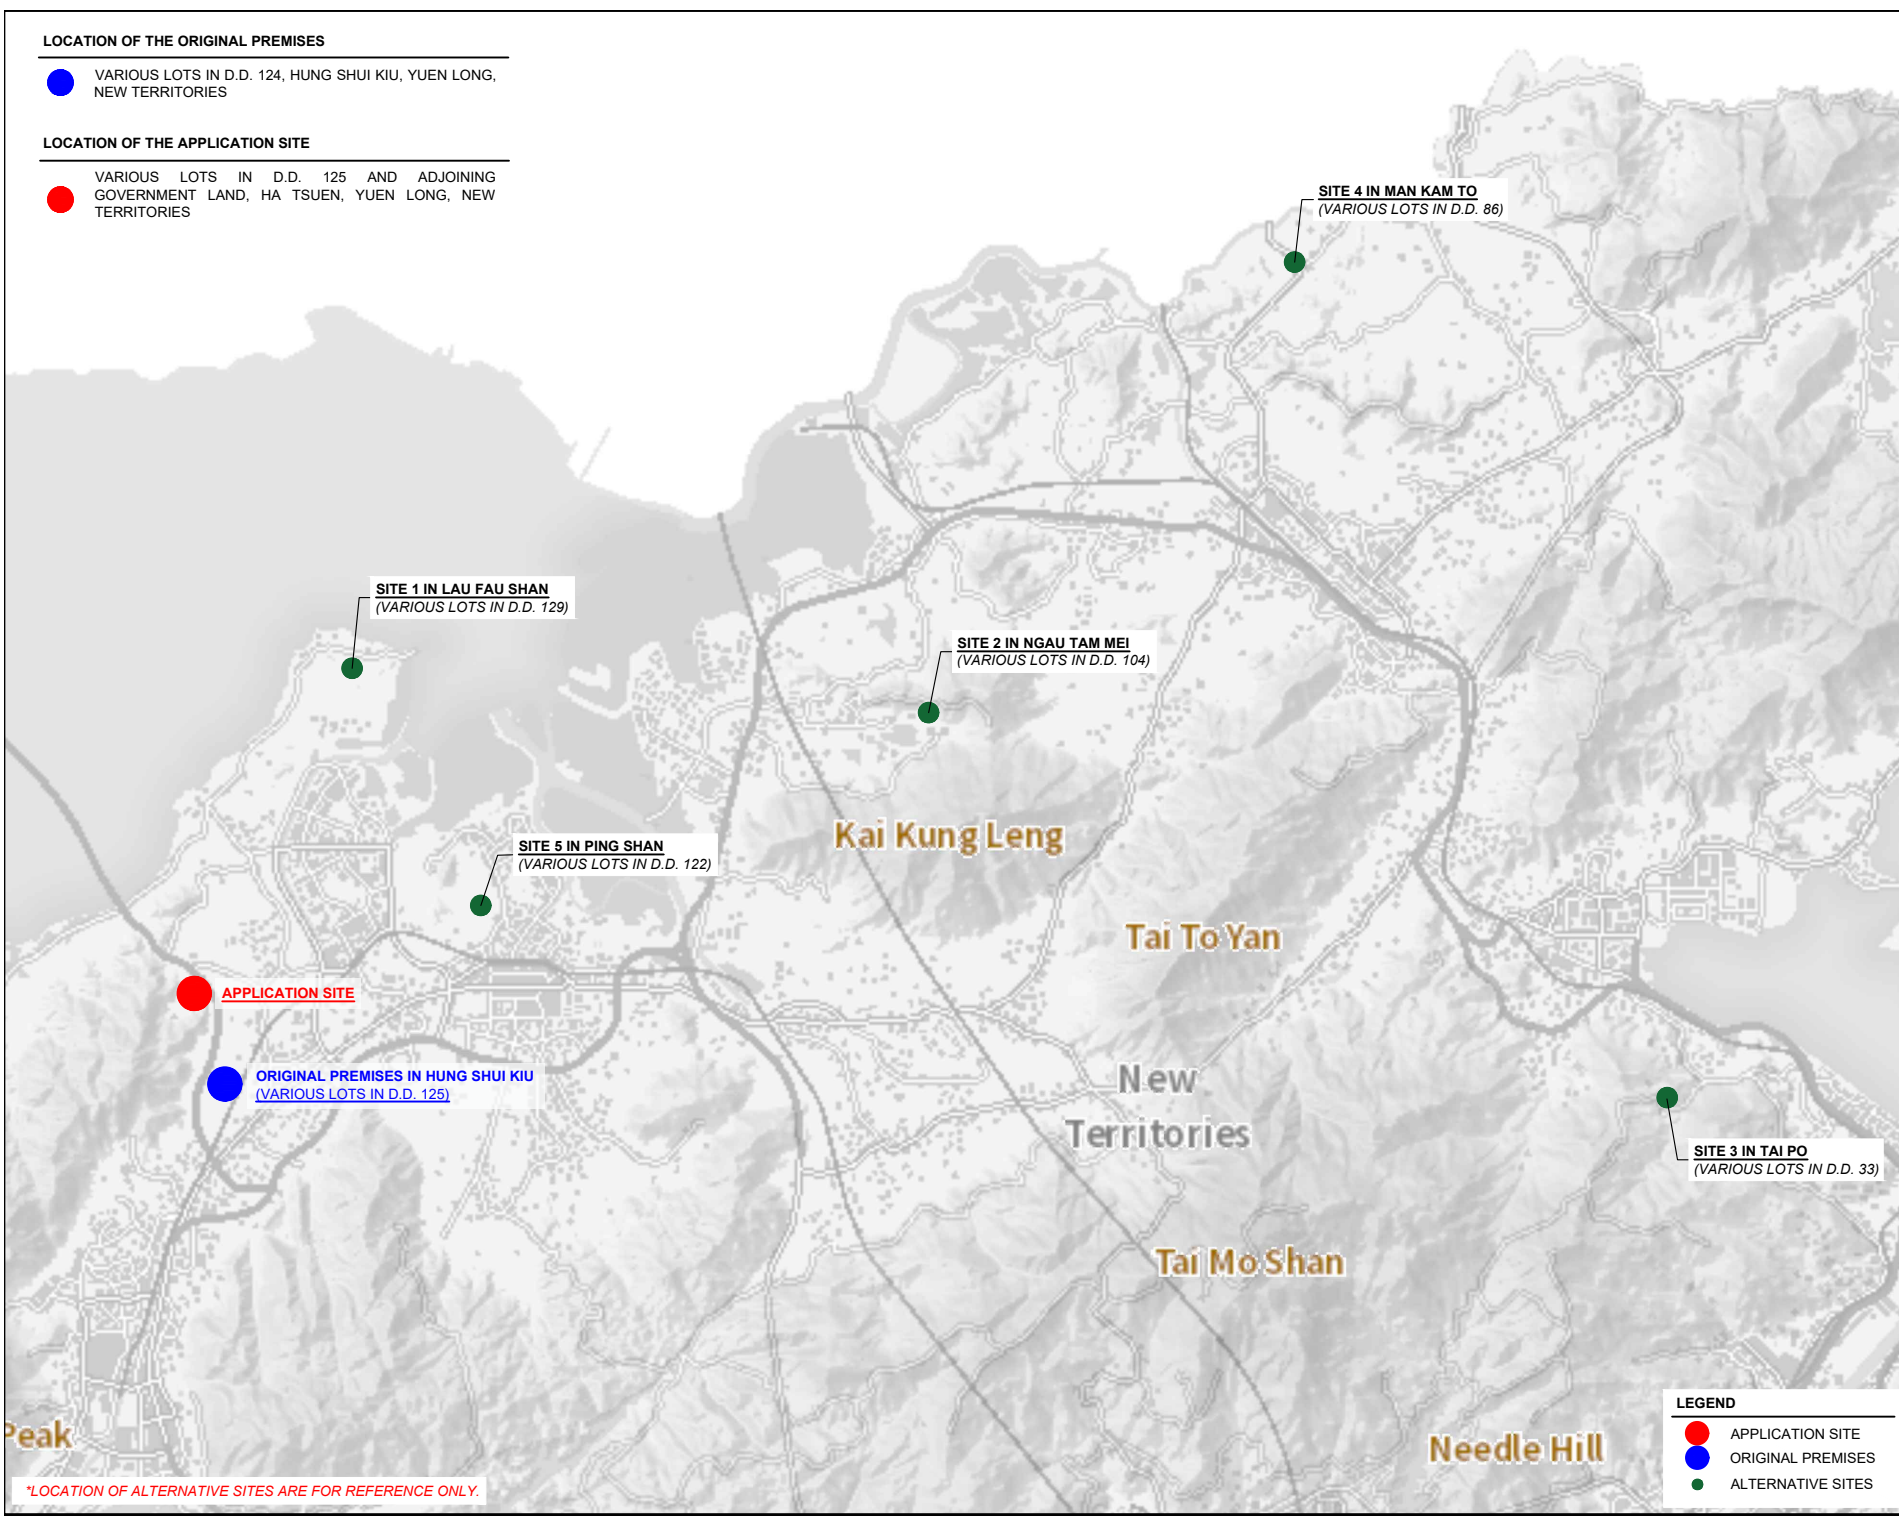 LOCATION OF THE ORIGINAL PREMISES
VARIOUS LOTS IN D.D. 124, HUNG SHUI KIU, YUEN LONG,
NEW TERRITORIES
LOCATION OF THE APPLICATION SITE
VARIOUS LOTS IN D.D. 125 AND ADJOINING
GOVERNMENT LAND, HA TSUEN, YUEN LONG, NEW
TERRITORIES
SITE 4 IN MAN KAM TO
(VARIOUS LOTS IN D.D. 86)
SITE 1 IN LAU FAU SHAN
(VARIOUS LOTS IN D.D. 129)
SITE 2 IN NGAU TAM MEI
(VARIOUS LOTS IN D.D. 104)
Kai Kung Leng
SITE 5 IN PING SHAN
(VARIOUS LOTS IN D.D. 122)
Tai To Yan
APPLICATION SITE
ORIGINAL PREMISES IN HUNG SHUI KIU
(VARIOUS LOTS IN D.D. 125)
New
Territories
SITE 3 IN TAI PO
(VARIOUS LOTS IN D.D. 33)
Tai Mo Shan
Peak
Needle Hill
LEGEND
APPLICATION SITE
ORIGINAL PREMISES
ALTERNATIVE SITES
*LOCATION OF ALTERNATIVE SITES ARE FOR REFERENCE ONLY.